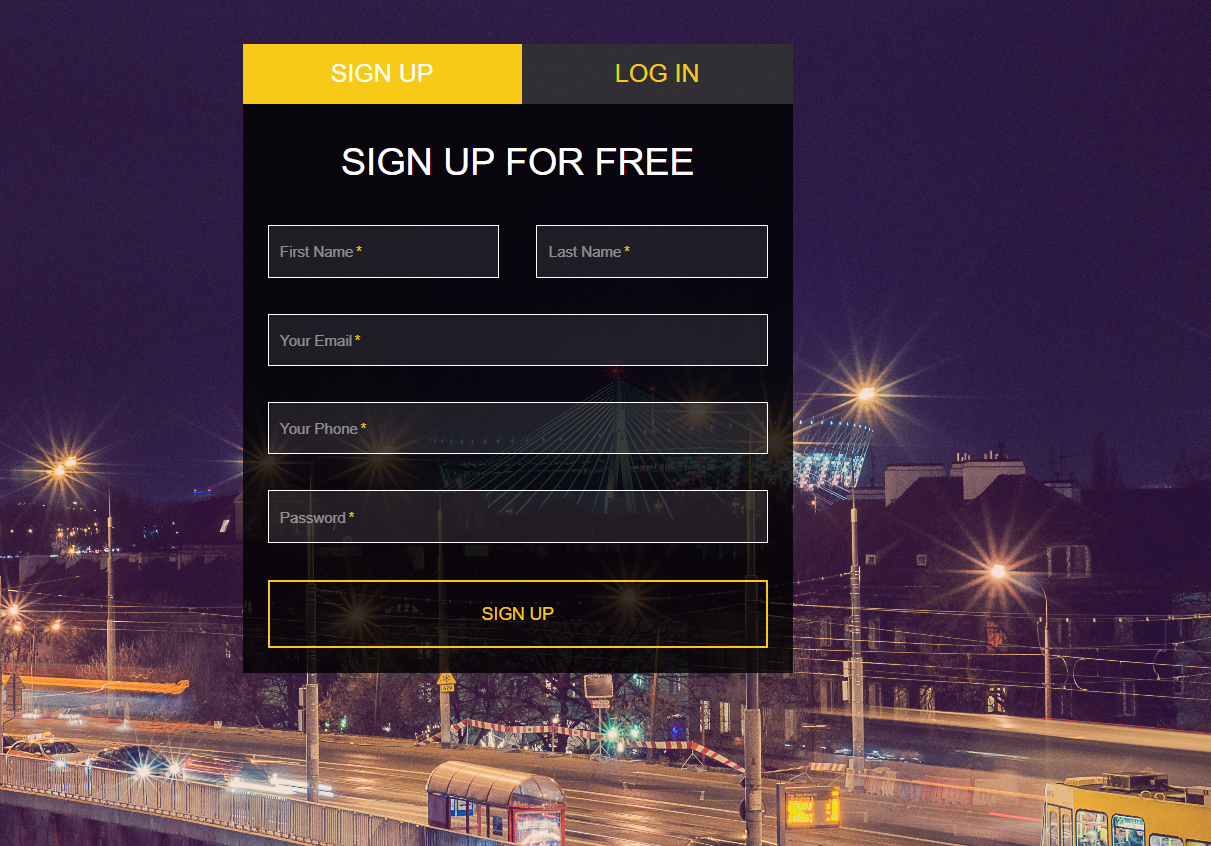 SIGN UP LOG IN
SIGN UP FOR FREE
First Name* Last Name*
Your Email*
Your Phone*
Password*
SIGN UP